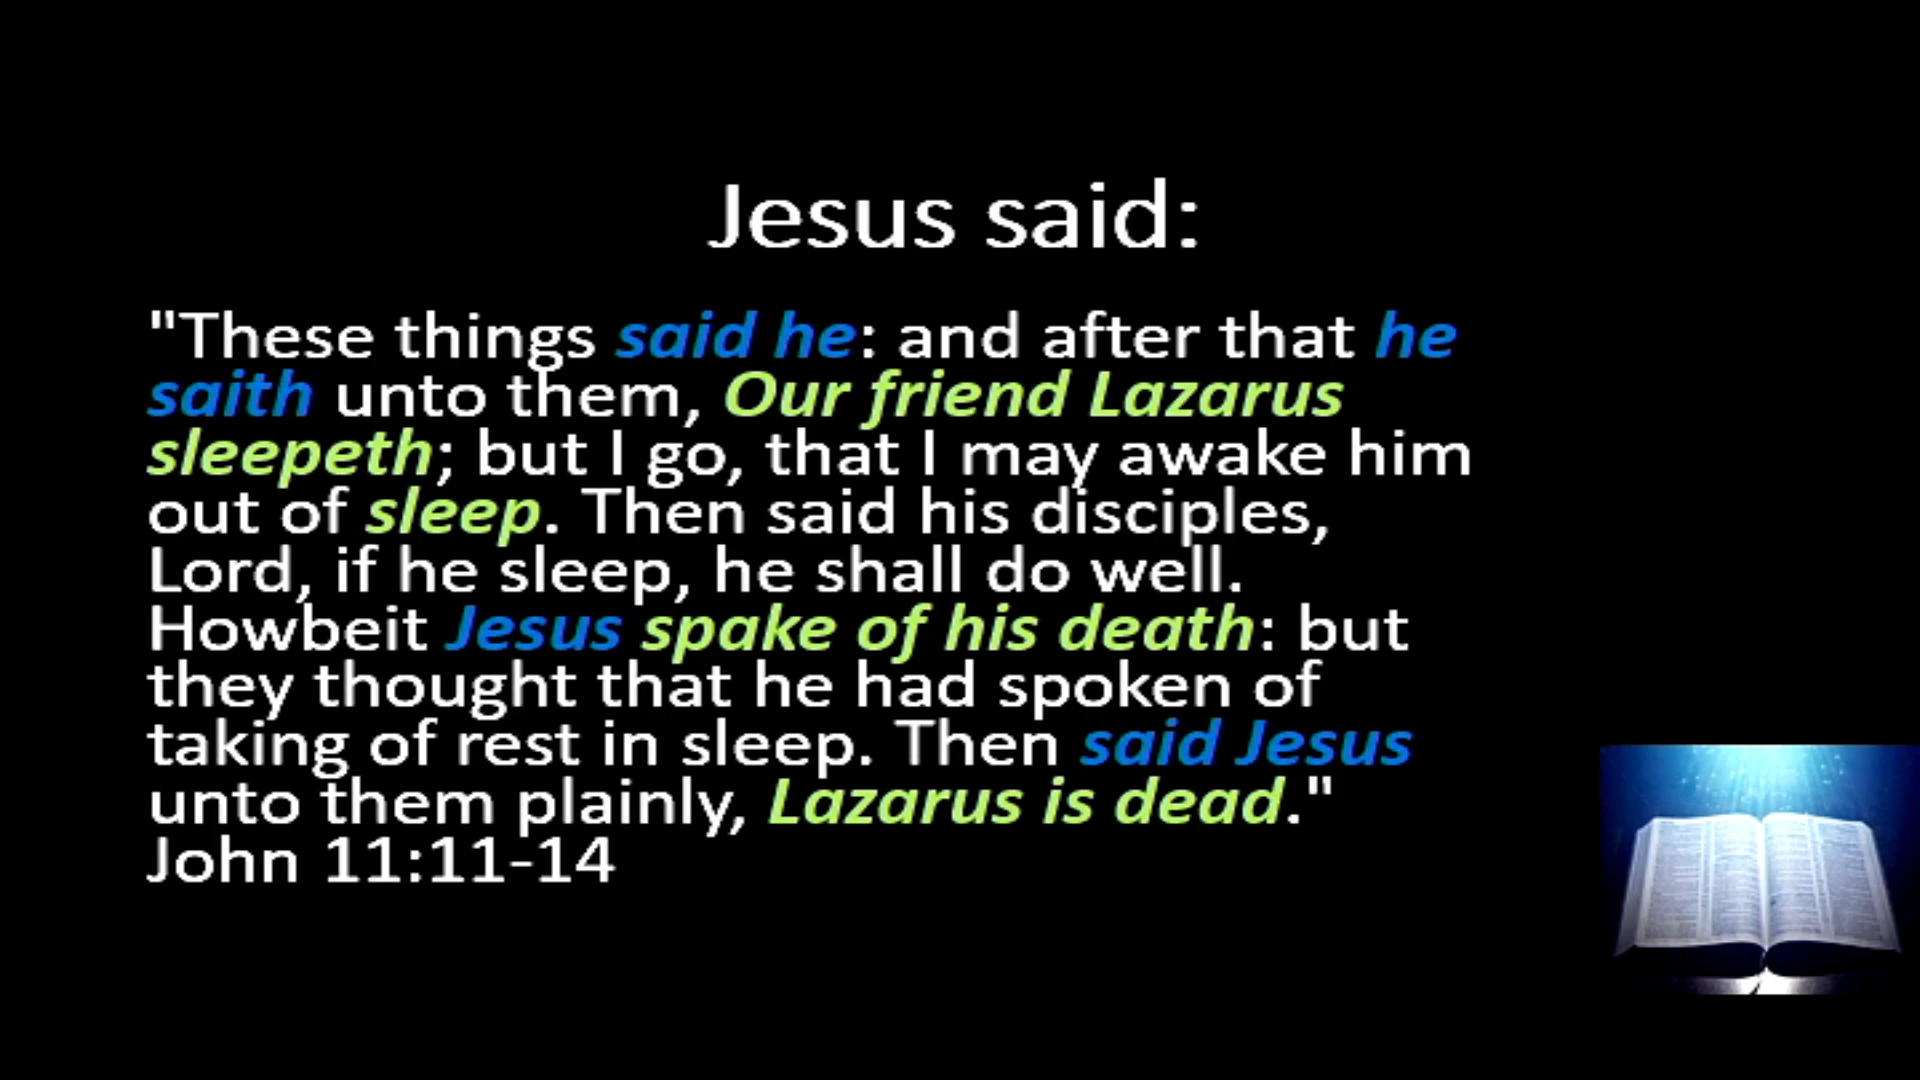 Jesus said:
"These things said he: and after that he
saith unto them, Our friend Lazarus
sleepeth; but I go, that I may awake him
out of sleep. Then said his disciples,
Lord, if he sleep, he shall do well.
Howbeit Jesus spake of his death: but
they thought that he had spoken of
taking of rest in sleep. Then said Jesus
unto them plainly, Lazarus is dead."
John 11:11-14